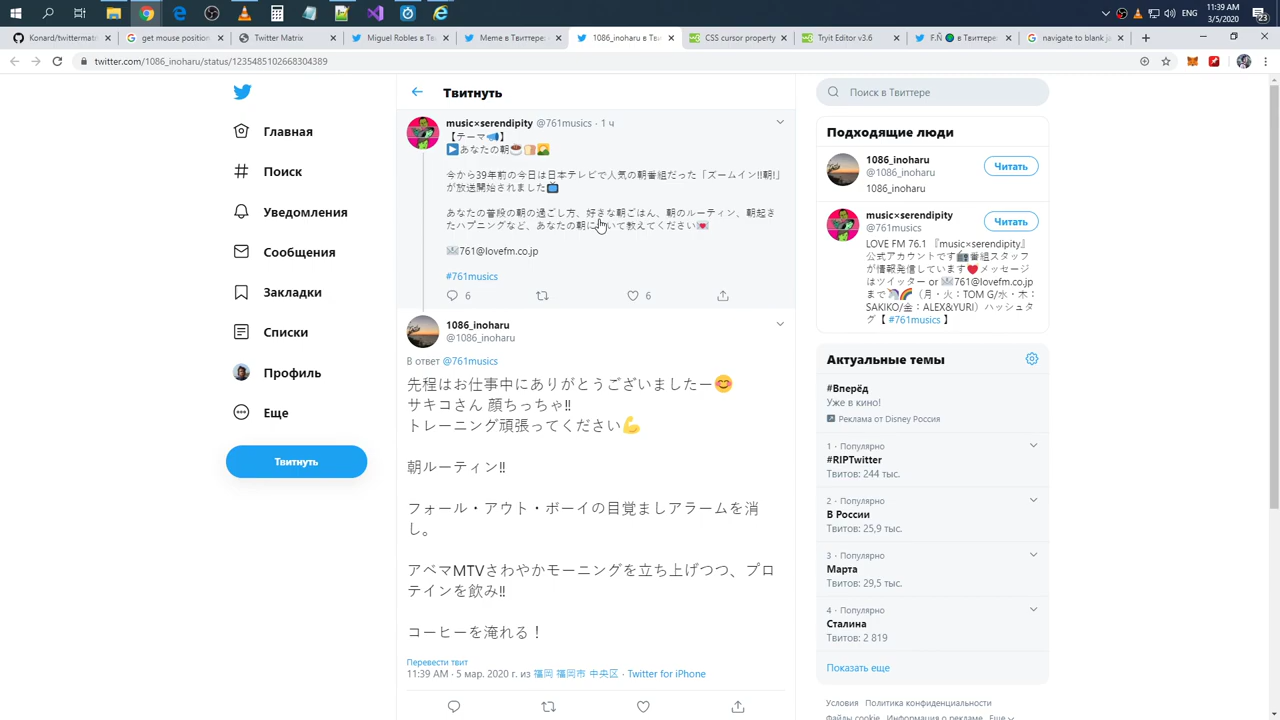 11:39 AM
3/5/2020
ENG
23
Konard/twittermat
get mouse position
Twitter Matrix
Miguel Robles в Тв
Meme в Твиттере:
1086_inoharu в Тв
CSS cursor property
Tryit Editor v3.6
F.Ñ в Твиттере
navigate to blank j
twitter.com/1086_inoharu/status/1235485102668304389
Главная
Поиск
Уведомления
Сообщения
Закладки
Списки
Профиль
Еще
Твитнуть
Твитнуть
music×serendipity @761musics · 1 ч
【テーマ📣】
▶️あなたの朝☕🍞🌄
今から39年前の今日は日本テレビで人気の朝番組だった「ズームイン!!朝!」
が放送開始されました📺
あなたの普段の朝の過ごし方、好きな朝ごはん、朝のルーティン、朝起き
たハプニングなど、あなたの朝について教えてください💌
📨761@lovefm.co.jp
#761musics
6
6
1086_inoharu
@1086_inoharu
В ответ @761musics
先程はお仕事中にありがとうございましたー😊
サキコさん 顔ちっちゃ‼
トレーニング頑張ってください💪
朝ルーティン‼
フォール・アウト・ボーイの目覚ましアラームを消
し。
アベマMTVさわやかモーニングを立ち上げつつ、プロ
テインを飲み‼
コーヒーを淹れる！
Перевести твит
11:39 AM · 5 мар. 2020 г. из 福岡 福岡市 中央区 · Twitter for iPhone
Поиск в Твиттере
Подходящие люди
1086_inoharu
@1086_inoharu
Читать
1086_inoharu
music×serendipity
@761musics
Читать
LOVE FM 76.1 『music×serendipity』
公式アカウントです📻番組スタッフ
が情報発信しています❤️メッセージ
はツイッター or 📨761@lovefm.co.jp
まで🦄🌈（月・火：TOM G/水・木：
SAKIKO/金：ALEX&YURI）ハッシュタ
グ【 #761musics 】
Актуальные темы
#Вперёд
Уже в кино!
Реклама от Disney Россия
1 · Популярно
#RIPTwitter
Твитов: 244 тыс.
2 · Популярно
В России
Твитов: 25,9 тыс.
3 · Популярно
Марта
Твитов: 29,5 тыс.
4 · Популярно
Сталина
Твитов: 2 819
Показать еще
Условия Политика конфиденциальности
Файлы cookie Информация о рекламе Еще